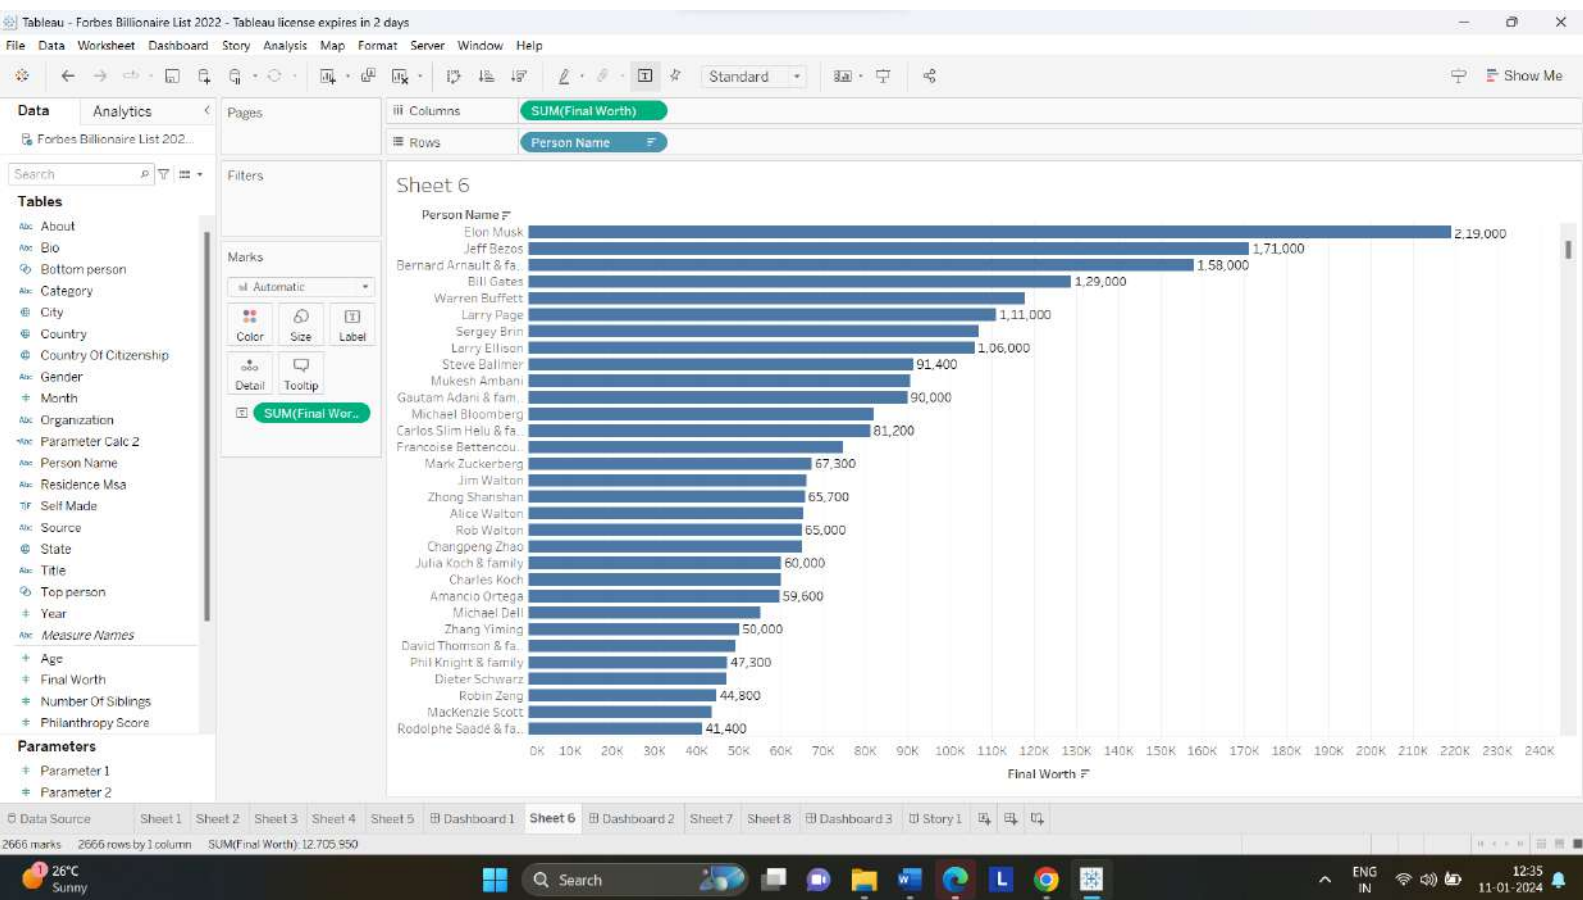 Tableau - Forbes Billionaire List 2022 - Tableau license expires in 2 days
File Data Worksheet Dashboard Story Analysis Map Format Server Window Help
Standard
Show Me
Data Analytics
Pages
Columns SUM(Final Worth)
Forbes Billionaire List 202...
Rows Person Name
Search
Filters
Sheet 6
Tables
About
Bio
Bottom person
Category
City
Country
Country Of Citizenship
Gender
Month
Organization
Parameter Calc 2
Person Name
Residence Msa
Self Made
Source
State
Title
Top person
Year
Measure Names
Age
Final Worth
Number Of Siblings
Philanthropy Score
Parameters
Parameter 1
Parameter 2
Marks
Automatic
Color Size Label
Detail Tooltip
SUM(Final Wor..
Person Name
Elon Musk 2,19,000
Jeff Bezos 1,71,000
Bernard Arnault & fa.. 1,58,000
Bill Gates 1,29,000
Warren Buffett
Larry Page 1,11,000
Sergey Brin
Larry Ellison 1,06,000
Steve Ballmer 91,400
Mukesh Ambani
Gautam Adani & fam.. 90,000
Michael Bloomberg
Carlos Slim Helu & fa.. 81,200
Francoise Bettencou..
Mark Zuckerberg 67,300
Jim Walton
Zhong Shanshan 65,700
Alice Walton
Rob Walton 65,000
Changpeng Zhao
Julia Koch & family 60,000
Charles Koch
Amancio Ortega 59,600
Michael Dell
Zhang Yiming 50,000
David Thomson & fa..
Phil Knight & family 47,300
Dieter Schwarz
Robin Zeng 44,800
MacKenzie Scott
Rodolphe Saadé & fa.. 41,400
0K 10K 20K 30K 40K 50K 60K 70K 80K 90K 100K 110K 120K 130K 140K 150K 160K 170K 180K 190K 200K 210K 220K 230K 240K
Final Worth
Data Source Sheet 1 Sheet 2 Sheet 3 Sheet 4 Sheet 5 Dashboard 1 Sheet 6 Dashboard 2 Sheet 7 Sheet 8 Dashboard 3 Story 1
2666 marks 2666 rows by 1 column SUM(Final Worth): 12,705,950
1 26°C
Sunny
Search
ENG
IN
12:35
11-01-2024